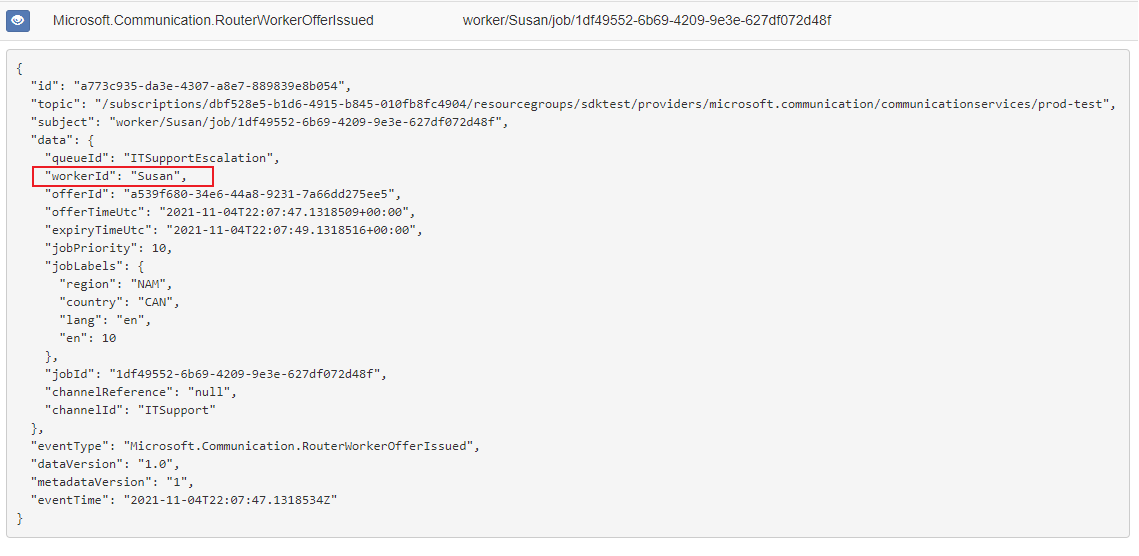 Microsoft.Communication.RouterWorkerOfferIssued worker/Susan/job/1df49552-6b69-4209-9e3e-627df072d48f
{
  "id": "a773c935-da3e-4307-a8e7-889839e8b054",
  "topic": "/subscriptions/dbf528e5-b1d6-4915-b845-010fb8fc4904/resourcegroups/sdktest/providers/microsoft.communication/communicationservices/prod-test",
  "subject": "worker/Susan/job/1df49552-6b69-4209-9e3e-627df072d48f",
  "data": {
    "queueId": "ITSupportEscalation",
    "workerId": "Susan",
    "offerId": "a539f680-34e6-44a8-9231-7a66dd275ee5",
    "offerTimeUtc": "2021-11-04T22:07:47.1318509+00:00",
    "expiryTimeUtc": "2021-11-04T22:07:49.1318516+00:00",
    "jobPriority": 10,
    "jobLabels": {
      "region": "NAM",
      "country": "CAN",
      "lang": "en",
      "en": 10
    },
    "jobId": "1df49552-6b69-4209-9e3e-627df072d48f",
    "channelReference": "null",
    "channelId": "ITSupport"
  },
  "eventType": "Microsoft.Communication.RouterWorkerOfferIssued",
  "dataVersion": "1.0",
  "metadataVersion": "1",
  "eventTime": "2021-11-04T22:07:47.1318534Z"
}